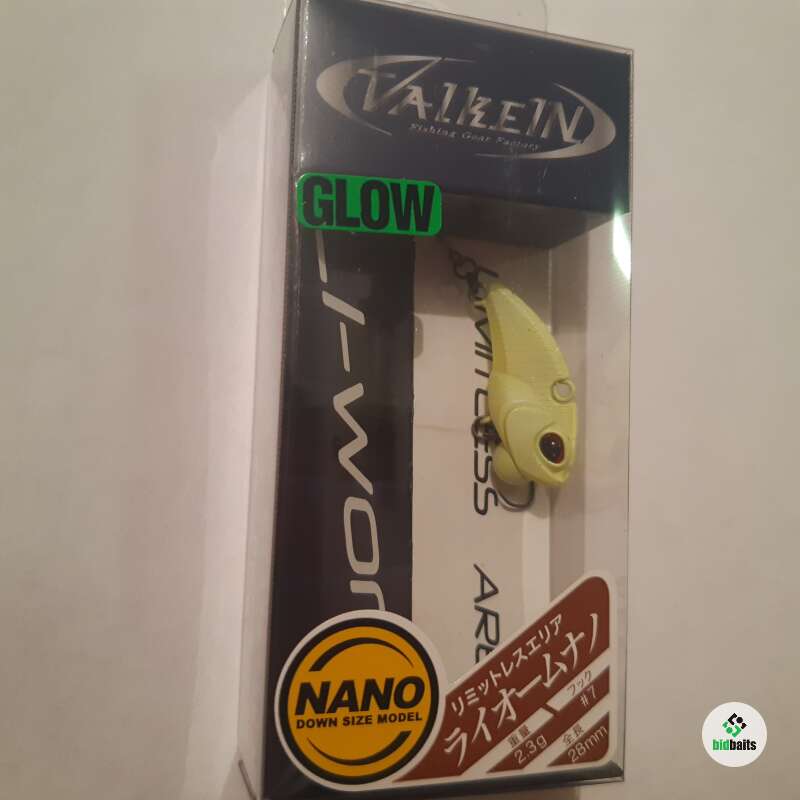 VALKEIN
Fishing Gear Factory
GLOW
LI-WOM
LIMITLESS ARE
NANO
DOWN SIZE MODEL
リミットレスエリア
ライオームナノ
重量
2.3g
フック
#7
全長
28mm
bidbaits